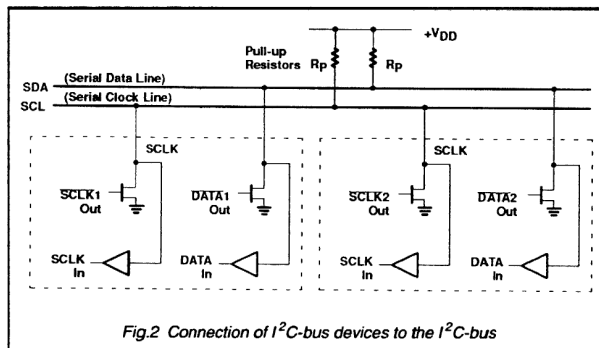 +VDD
Pull-up
Resistors
RP
RP
(Serial Data Line)
SDA
(Serial Clock Line)
SCL
SCLK
SCLK
SCLK1
Out
DATA1
Out
SCLK2
Out
DATA2
Out
SCLK
In
DATA
In
SCLK
In
DATA
In
Fig.2 Connection of I²C-bus devices to the I²C-bus